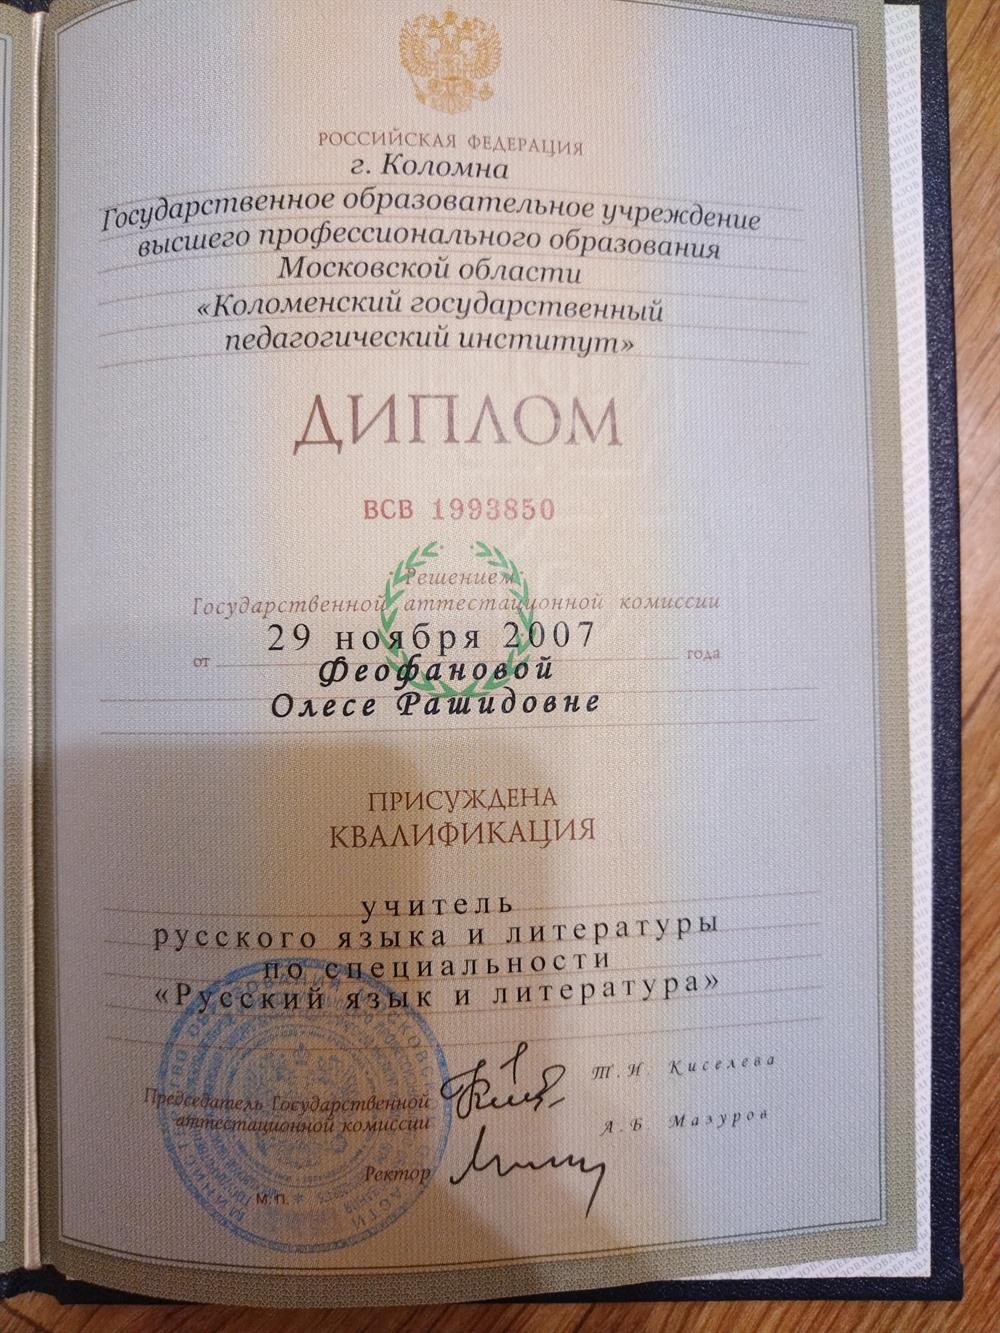 РОССИЙСКАЯ ФЕДЕРАЦИЯ
г. Коломна
Государственное образовательное учреждение
высшего профессионального образования
Московской области
«Коломенский государственный
педагогический институт»
ДИПЛОМ
ВСВ 1993850
Решением
Государственной аттестационной комиссии
от 29 ноября 2007 года
Феофановой
Олесе Рашидовне
ПРИСУЖДЕНА
КВАЛИФИКАЦИЯ
учитель
русского языка и литературы
по специальности
«Русский язык и литература»
Т.Н. Киселева
Председатель Государственной
аттестационной комиссии
А.Б. Мазуров
Ректор
М.П.